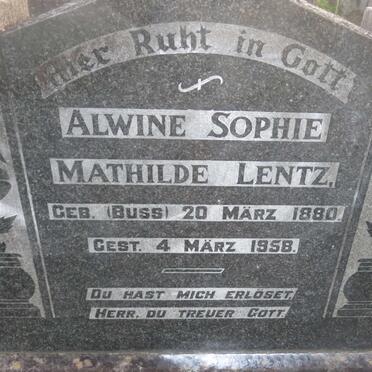 Hier Ruht in Gott
ALWINE SOPHIE
MATHILDE LENTZ,
GEB. (BUSS) 20 MÄRZ 1880.
GEST. 4 MÄRZ 1958.
DU HAST MICH ERLÖSET,
HERR, DU TREUER GOTT.